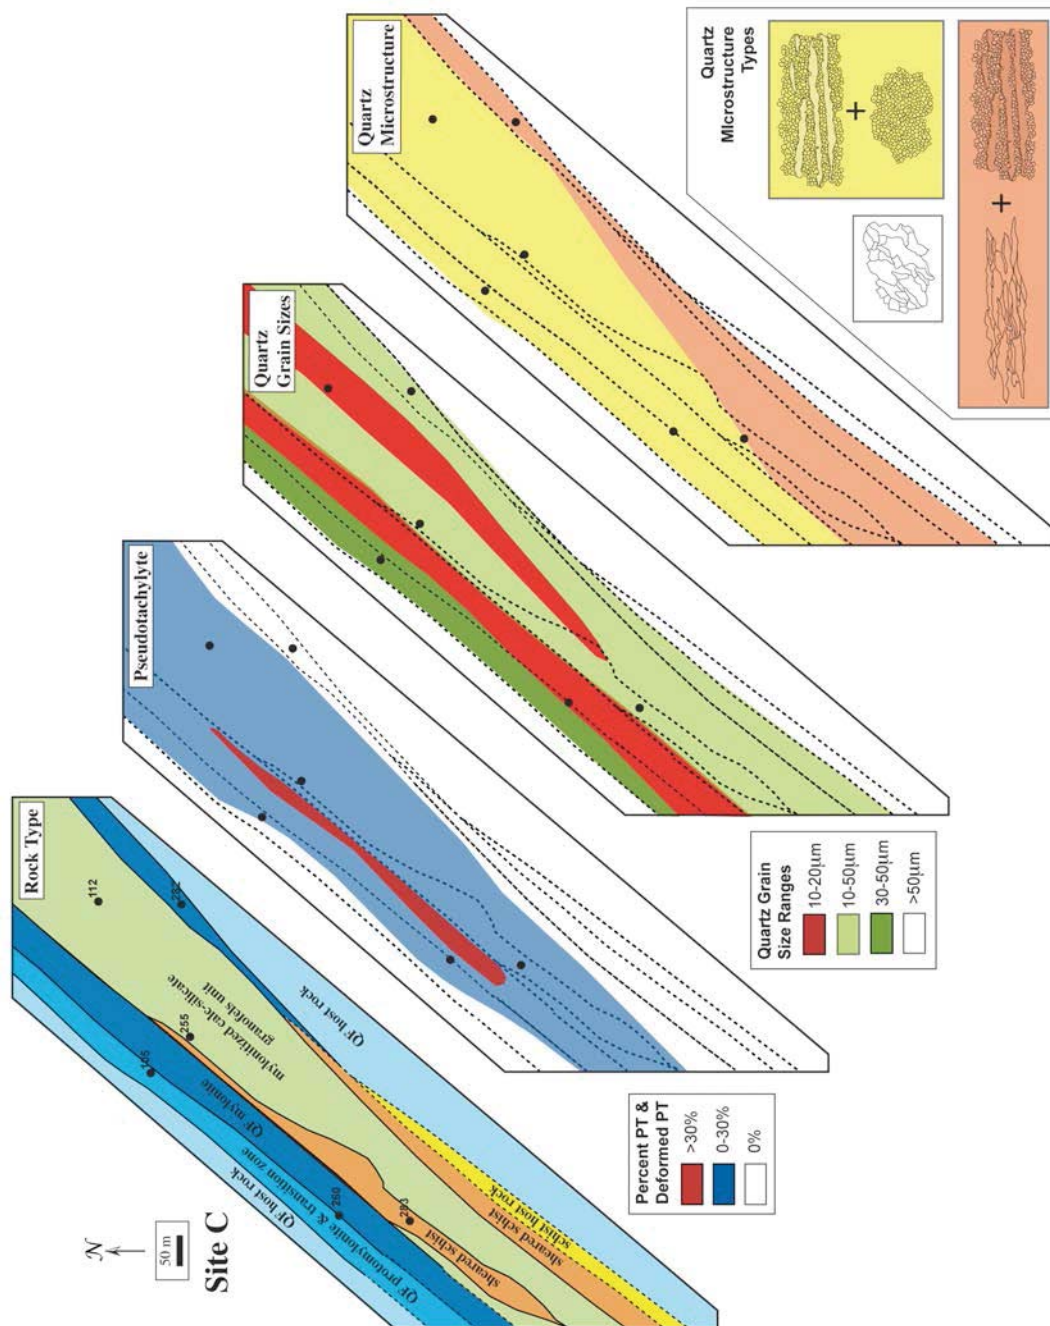 Rock Type
Pseudotachylyte
Quartz
Grain Sizes
Quartz
Microstructure
N
50 m
Site C
QF host rock
QF protomylonite & transition zone
QF mylonite
sheared schist
mylonitized calc-silicate
granofels unit
QF host rock
sheared schist
schist host rock
112
255
260
Percent PT &
Deformed PT
>30%
0-30%
0%
Quartz Grain
Size Ranges
10-20µm
10-50µm
30-50µm
>50µm
Quartz
MIcrostructure
Types
+
+